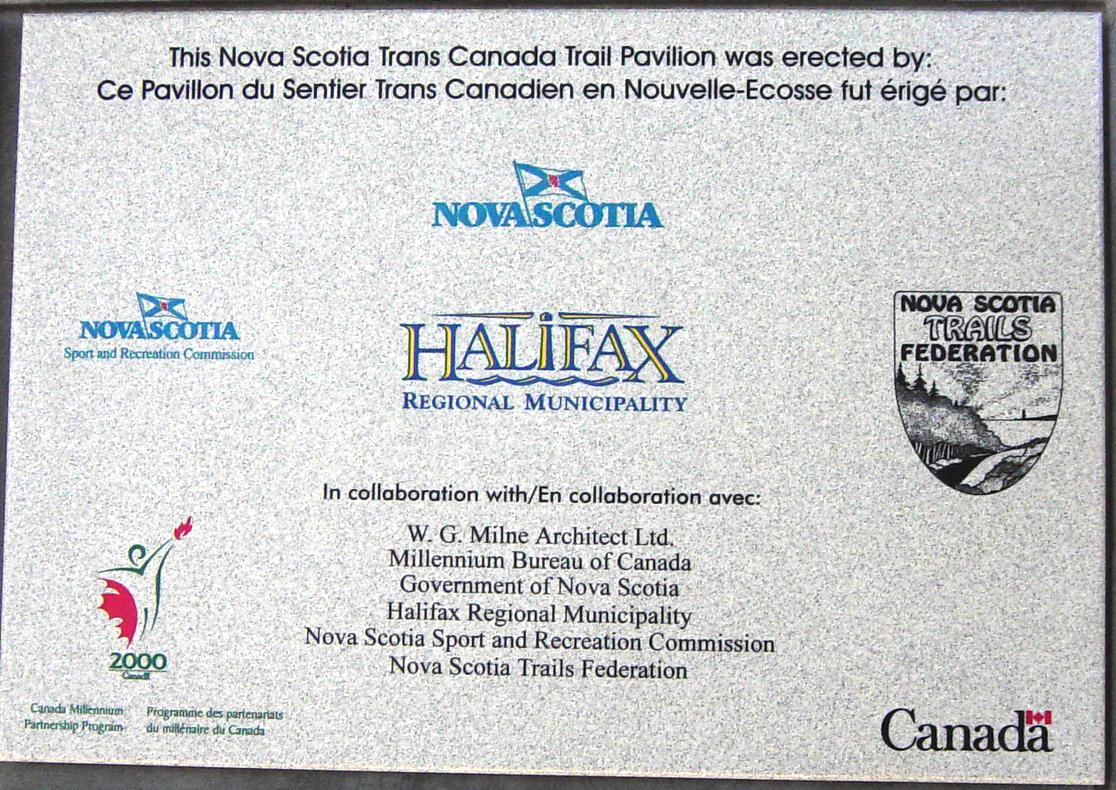 This Nova Scotia Trans Canada Trail Pavilion was erected by:
Ce Pavillon du Sentier Trans Canadien en Nouvelle-Ecosse fut érigé par:
NOVA SCOTIA
NOVA SCOTIA
Sport and Recreation Commission
HALiFAX
REGIONAL MUNICIPALITY
NOVA SCOTIA
TRAILS
FEDERATION
In collaboration with/En collaboration avec:
W. G. Milne Architect Ltd.
Millennium Bureau of Canada
Government of Nova Scotia
Halifax Regional Municipality
Nova Scotia Sport and Recreation Commission
Nova Scotia Trails Federation
2000
Canada
Canada Millennium
Partnership Program
Programme des partenariats
du millénaire du Canada
Canada